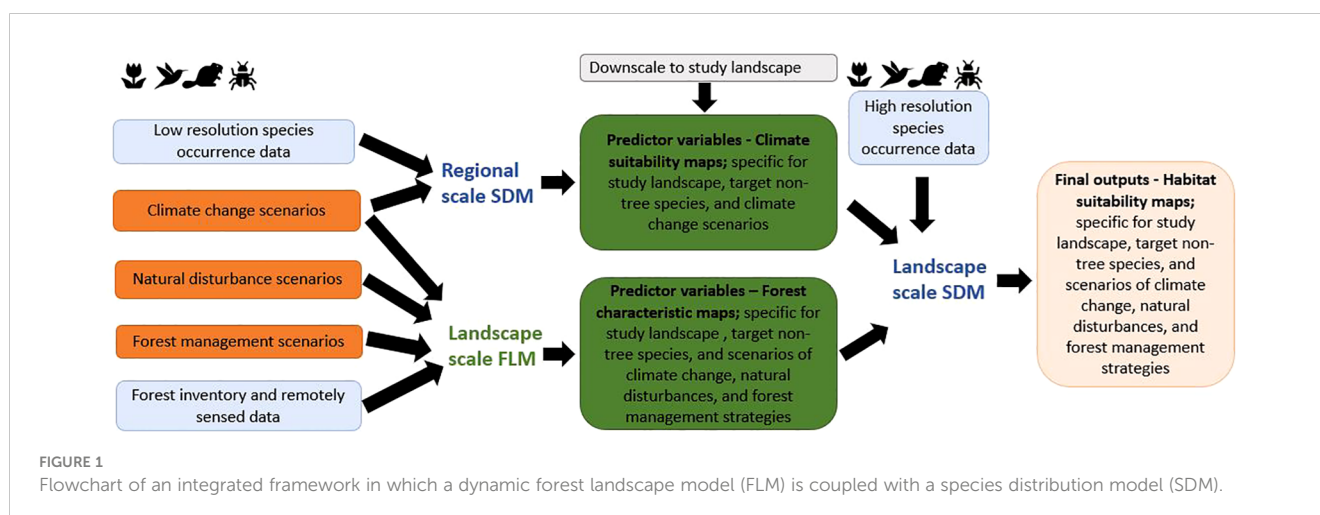 Low resolution species
occurrence data
Climate change scenarios
Natural disturbance scenarios
Forest management scenarios
Forest inventory and remotely
sensed data
Regional
scale SDM
Landscape
scale FLM
Downscale to study landscape
Predictor variables - Climate
suitability maps; specific
for study landscape, target non-
tree species, and climate
change scenarios
Predictor variables – Forest
characteristic maps; specific for
study landscape , target non-
tree species, and scenarios of
climate change, natural
disturbances, and forest
management strategies
High resolution
species
occurrence data
Landscape
scale SDM
Final outputs - Habitat
suitability maps;
specific for study
landscape, target non-
tree species, and
scenarios of climate
change, natural
disturbances, and
forest management
strategies
FIGURE 1
Flowchart of an integrated framework in which a dynamic forest landscape model (FLM) is coupled with a species distribution model (SDM).